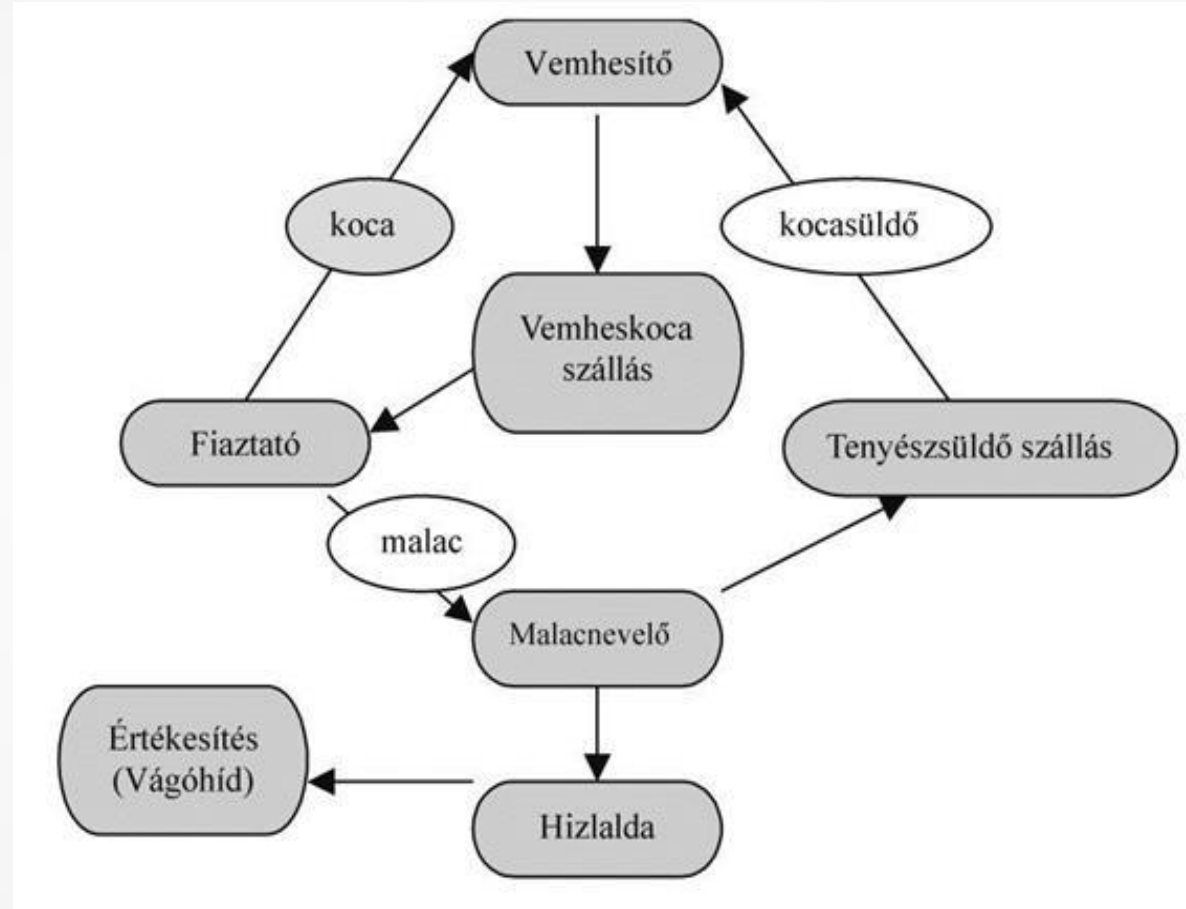 Vemhesítő
koca
kocasüldő
Vemheskoca
szállás
Fiaztató
Tenyészsüldő szállás
malac
Malacnevelő
Értékesítés
(Vágóhíd)
Hizlalda